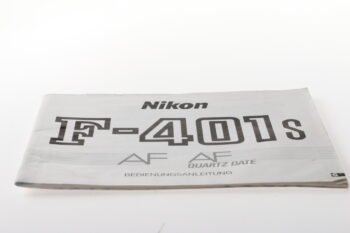 Nikon
F-401s
AF AF
QUARTZ DATE
BEDIENUNGSANLEITUNG